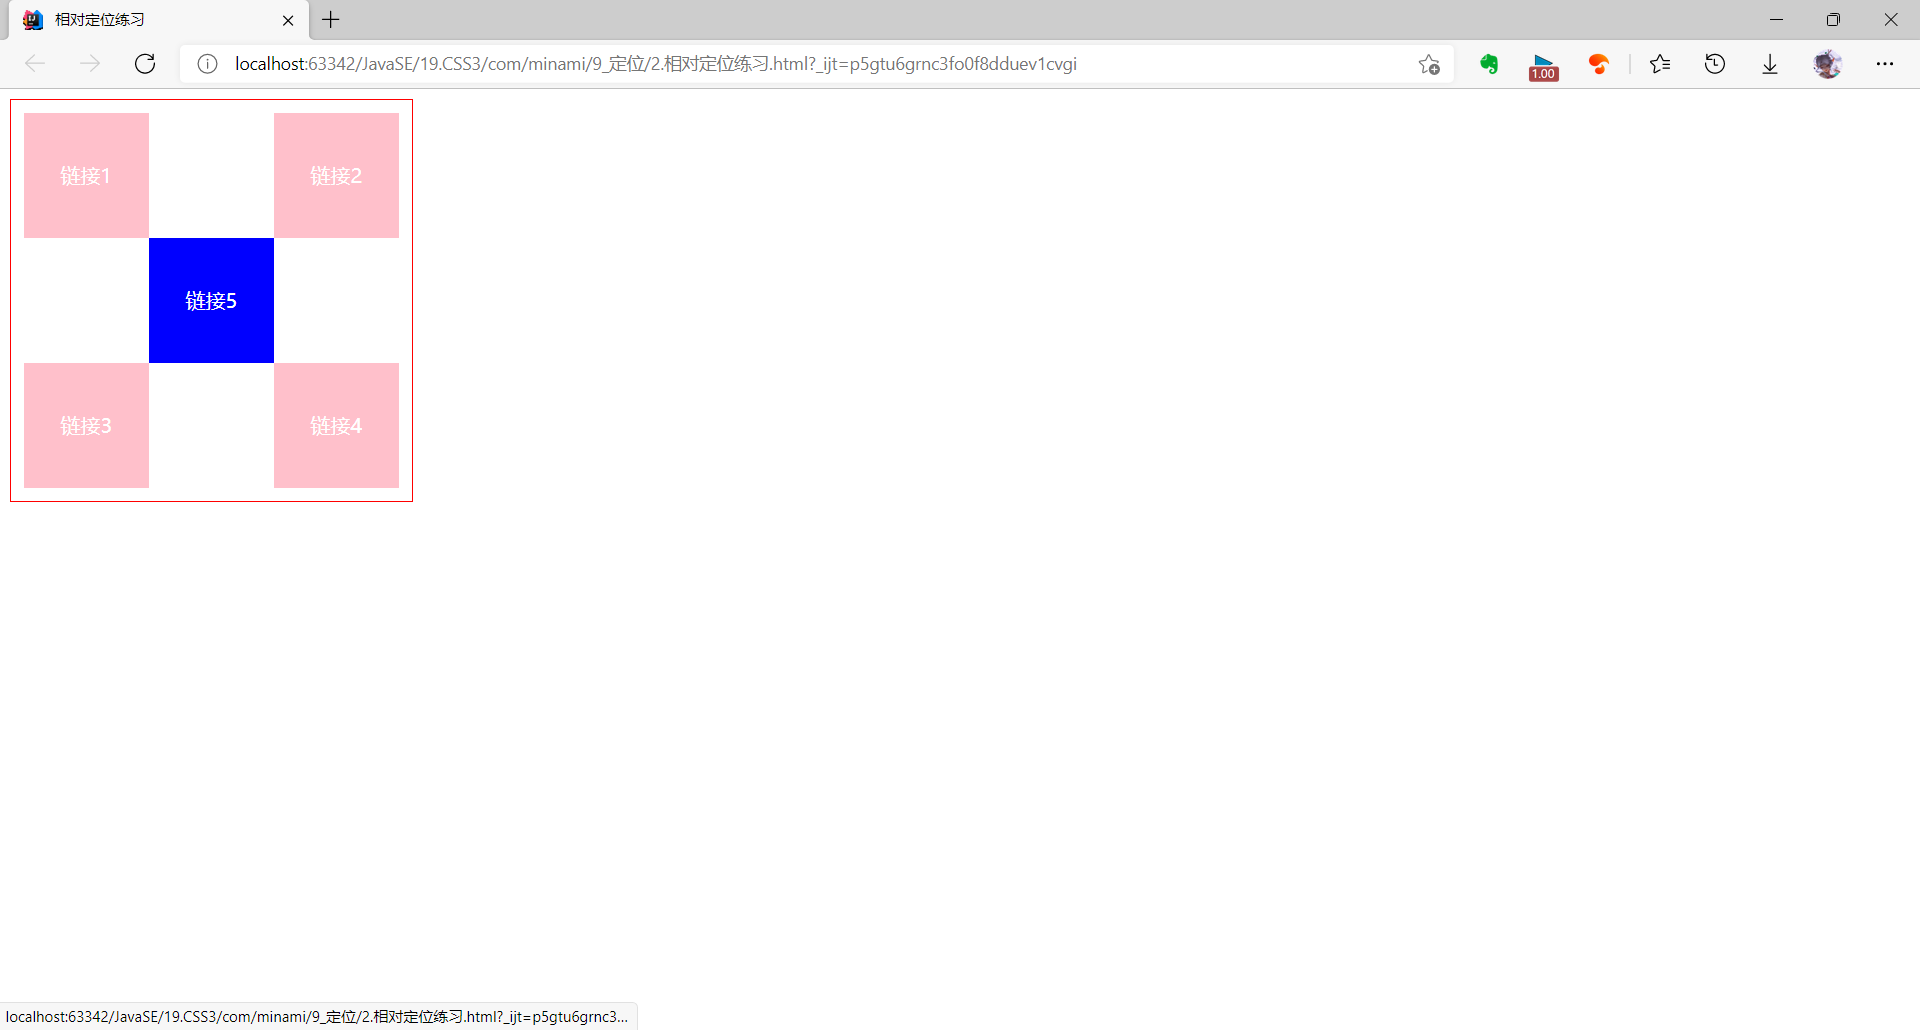 相对定位练习
localhost:63342/JavaSE/19.CSS3/com/minami/9_定位/2.相对定位练习.html?_ijt=p5gtu6grnc3fo0f8dduev1cvgi
1.00
链接1
链接2
链接5
链接3
链接4
localhost:63342/JavaSE/19.CSS3/com/minami/9_定位/2.相对定位练习.html?_ijt=p5gtu6grnc3...